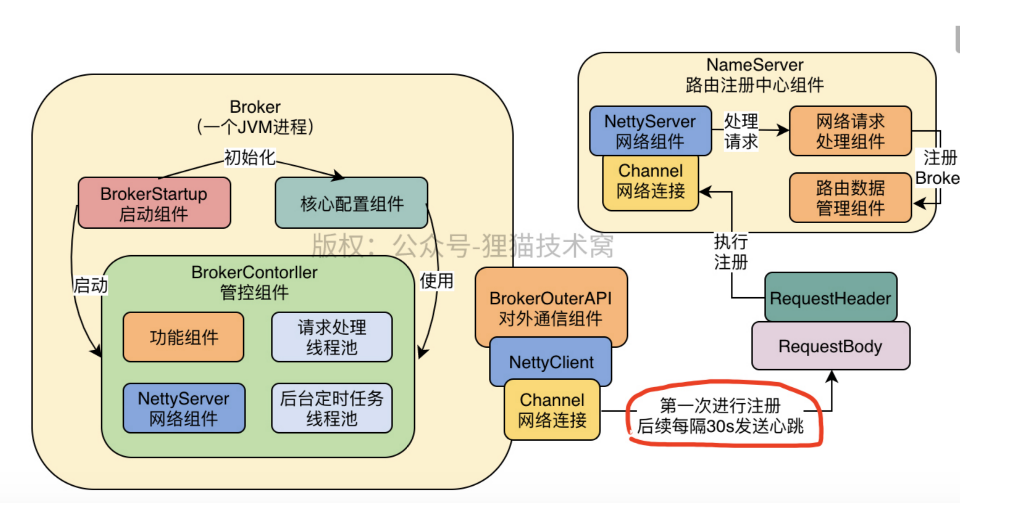 Broker
(一个JVM进程)
初始化
BrokerStartup
启动组件
核心配置组件
启动
使用
BrokerContorller
管控组件
功能组件
请求处理
线程池
NettyServer
网络组件
后台定时任务
线程池
BrokerOuterAPI
对外通信组件
NettyClient
Channel
网络连接
第一次进行注册
后续每隔30s发送心跳
RequestHeader
RequestBody
执行
注册
NameServer
路由注册中心组件
NettyServer
网络组件
Channel
网络连接
处理
请求
网络请求
处理组件
注册
Broke
路由数据
管理组件
版权：公众号-狸猫技术窝